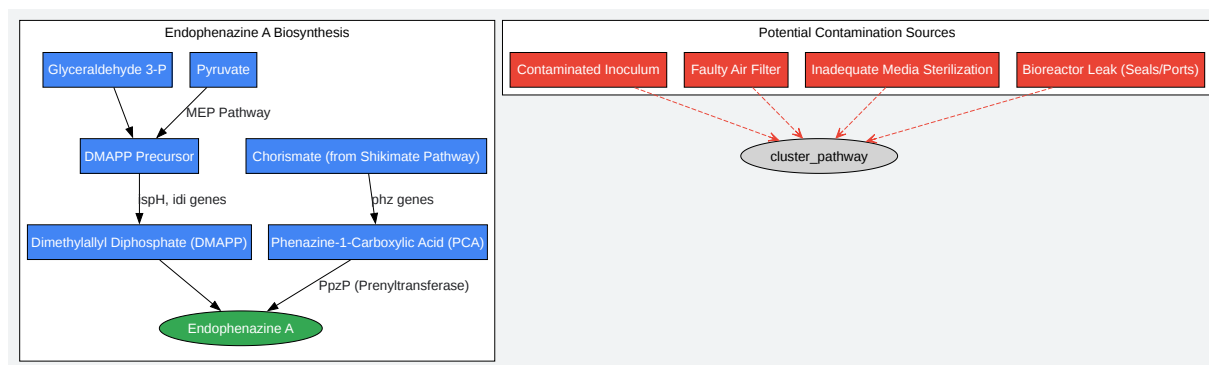 Endophenazine A Biosynthesis
Glyceraldehyde 3-P
Pyruvate
MEP Pathway
DMAPP Precursor
Chorismate (from Shikimate Pathway)
ispH, idi genes
phz genes
Dimethylallyl Diphosphate (DMAPP)
Phenazine-1-Carboxylic Acid (PCA)
PpzP (Prenyltransferase)
Endophenazine A
Potential Contamination Sources
Contaminated Inoculum
Faulty Air Filter
Inadequate Media Sterilization
Bioreactor Leak (Seals/Ports)
cluster_pathway